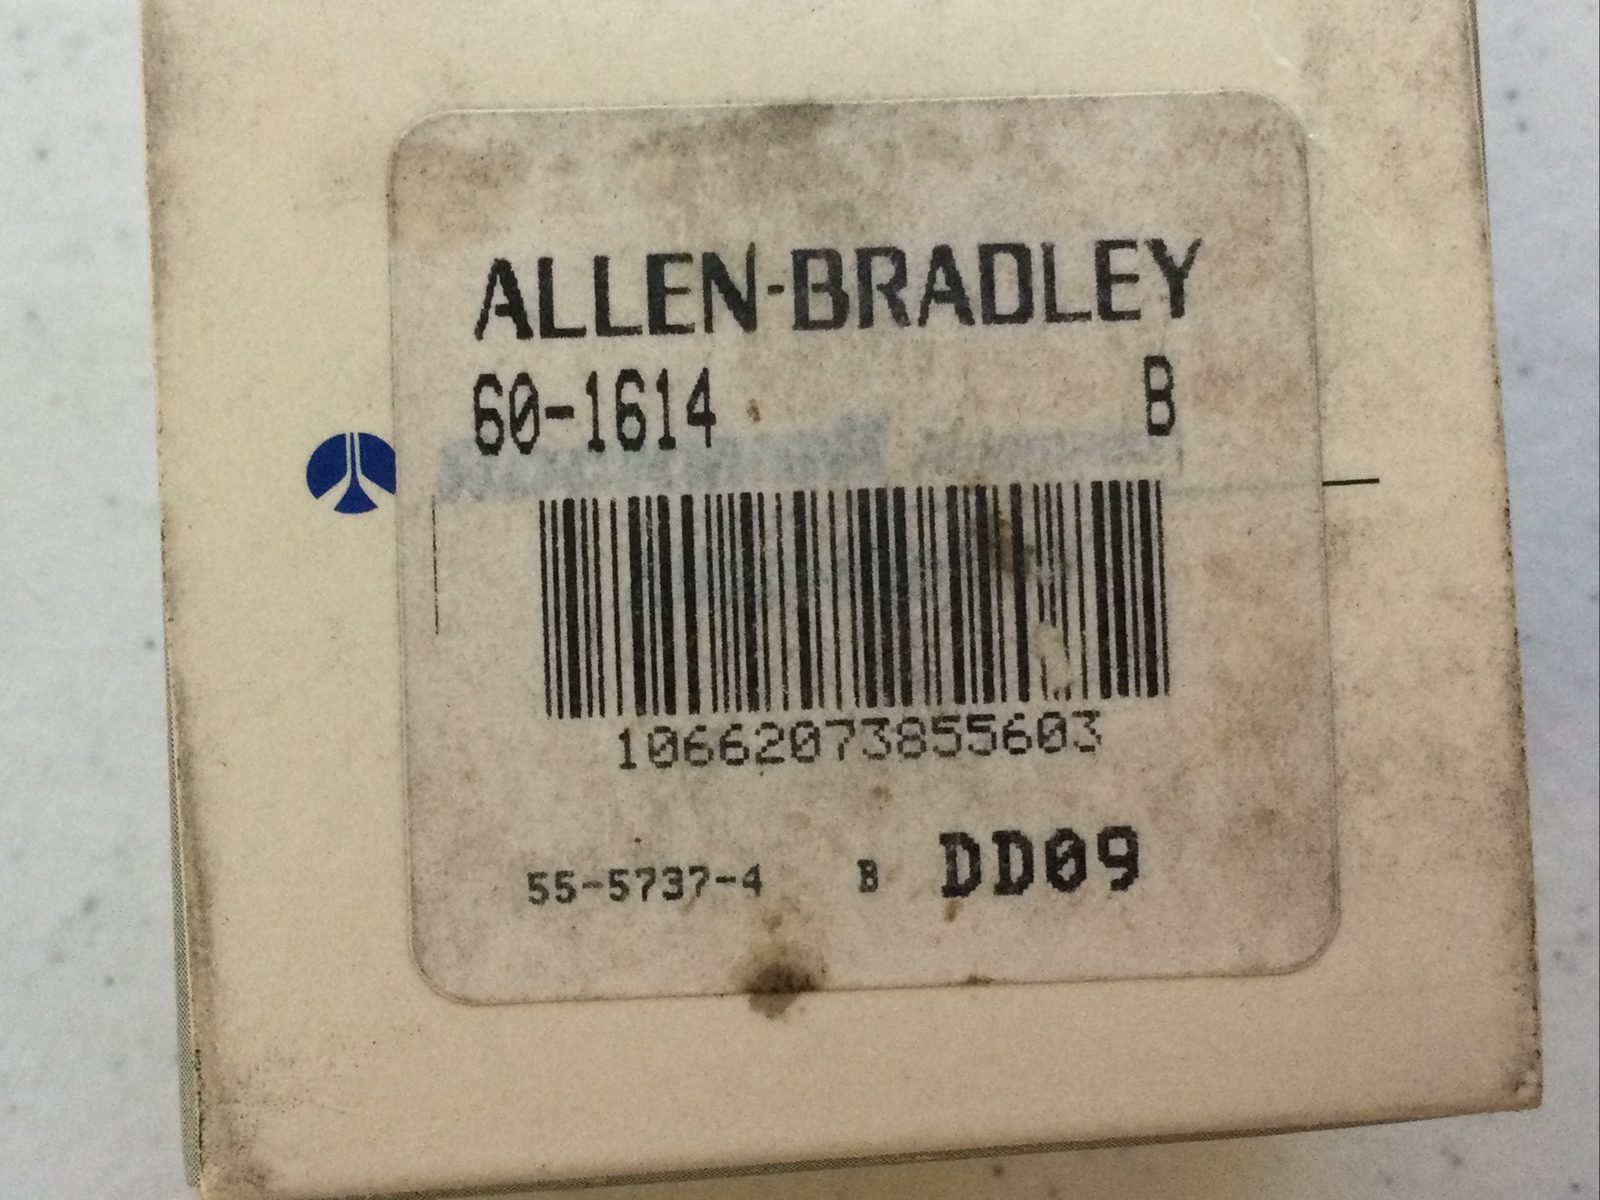 ALLEN-BRADLEY
60-1614 B
10662073855603
55-5737-4 B DD09